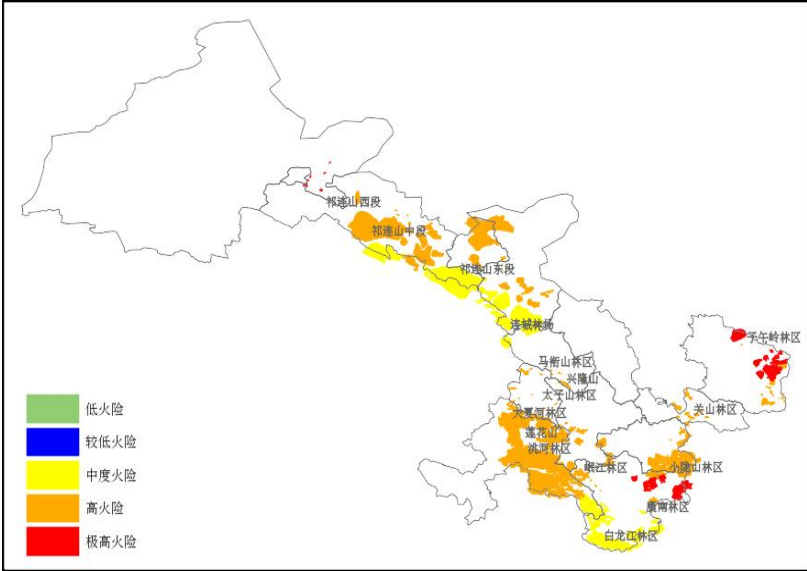 祁连山西段
祁连山中段
祁连山东段
连城林场
子午岭林区
马衔山林区
兴隆山
太子山林区
关山林区
大夏河林区
莲花山
洮河林区
岷江林区
小陇山林区
康南林区
白龙江林区
低火险
较低火险
中度火险
高火险
极高火险